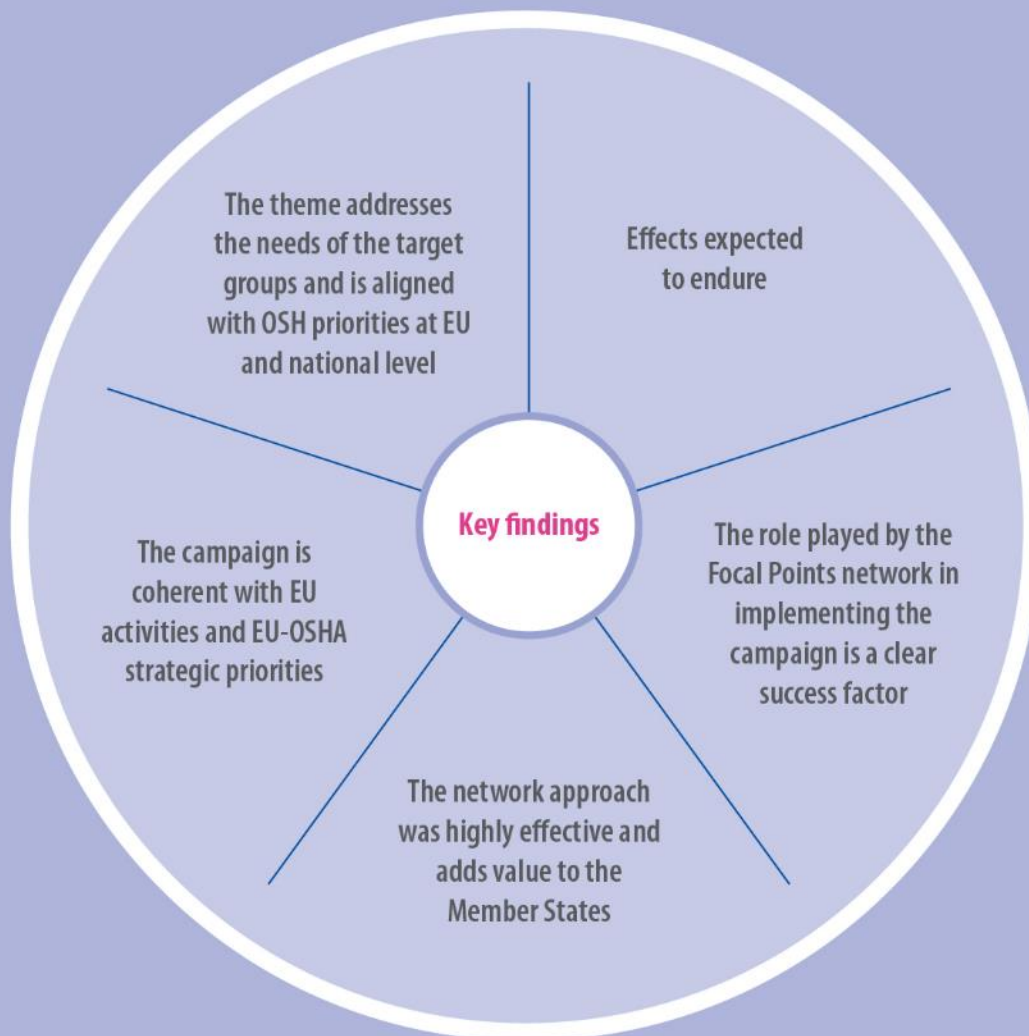 The theme addresses
the needs of the target
groups and is aligned
with OSH priorities at EU
and national level
Effects expected
to endure
Key findings
The campaign is
coherent with EU
activities and EU-OSHA
strategic priorities
The role played by the
Focal Points network in
implementing the
campaign is a clear
success factor
The network approach
was highly effective and
adds value to the
Member States